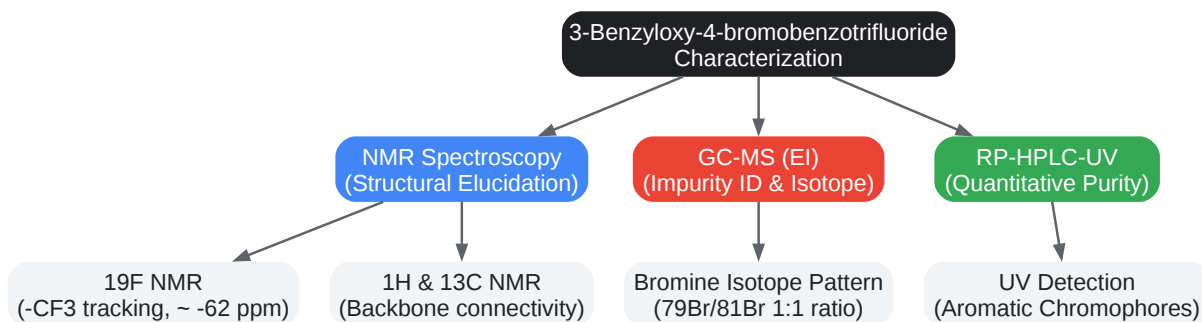 3-Benzyloxy-4-bromobenzotrifluoride
Characterization
NMR Spectroscopy
(Structural Elucidation)
GC-MS (EI)
(Impurity ID & Isotope)
RP-HPLC-UV
(Quantitative Purity)
19F NMR
(-CF3 tracking, ~ -62 ppm)
1H & 13C NMR
(Backbone connectivity)
Bromine Isotope Pattern
(79Br/81Br 1:1 ratio)
UV Detection
(Aromatic Chromophores)